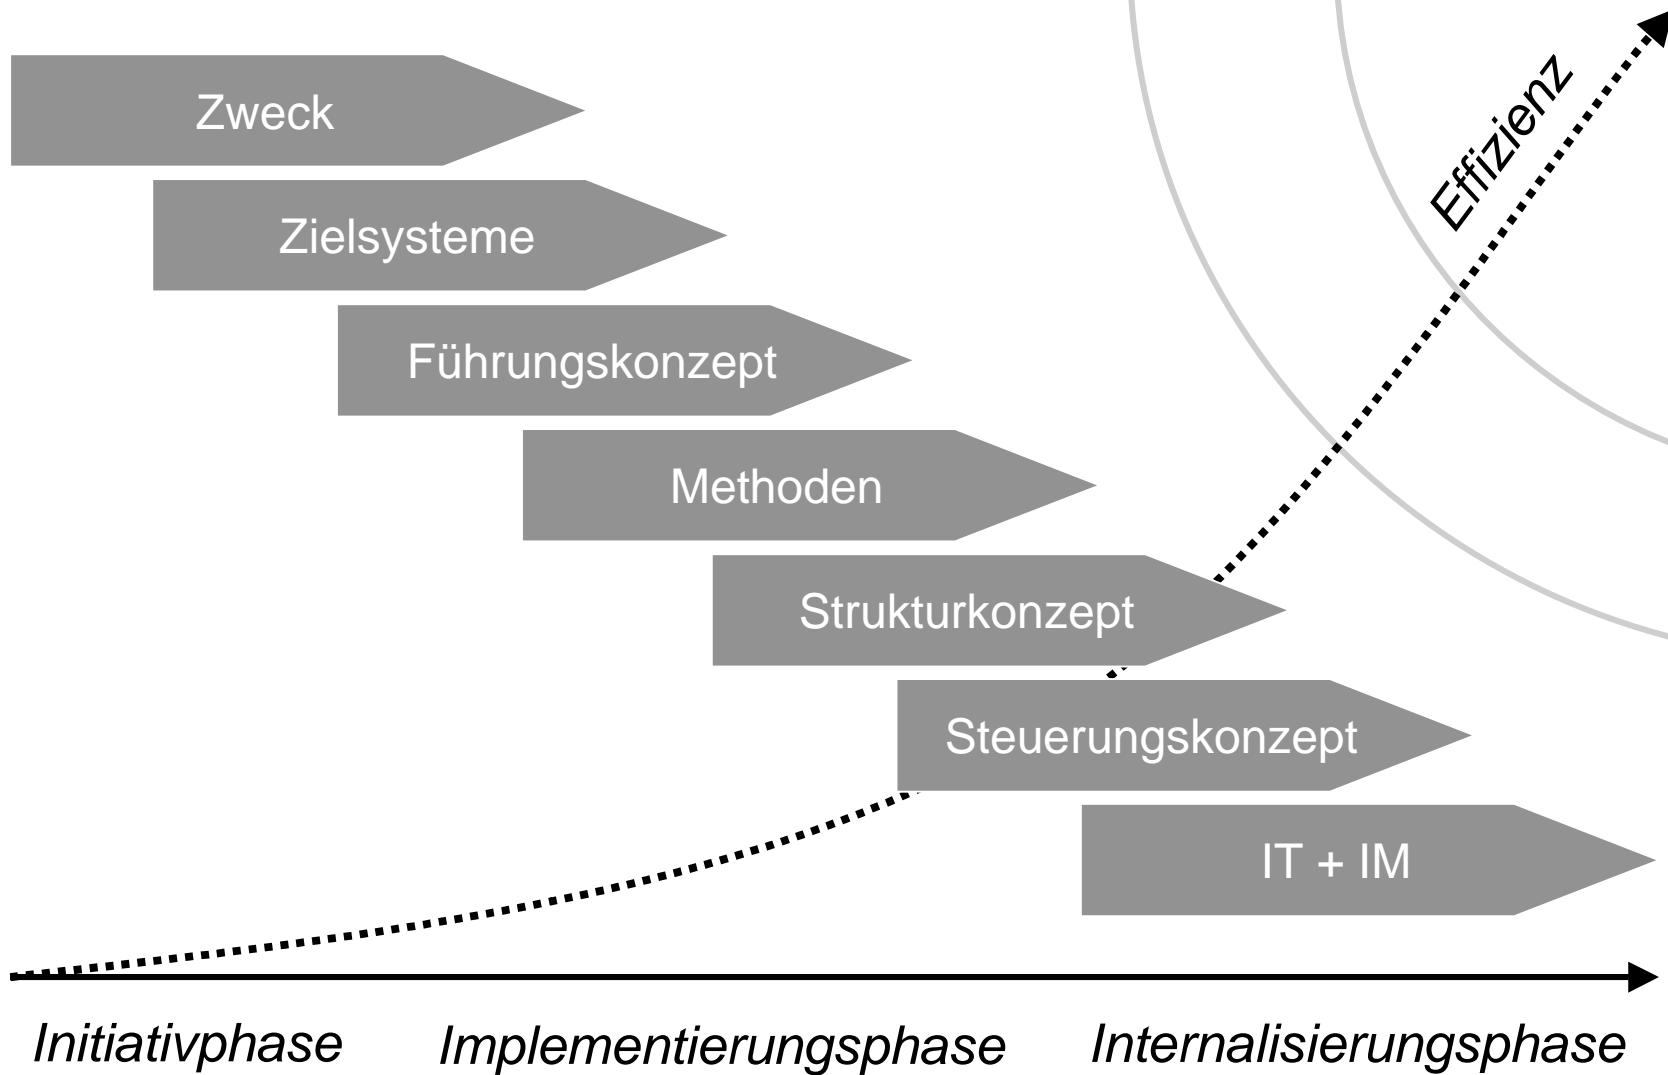 Zweck
Effizienz
Zielsysteme
Führungskonzept
Methoden
Strukturkonzept
Steuerungskonzept
IT + IM
Initiativphase
Implementierungsphase
Internalisierungsphase